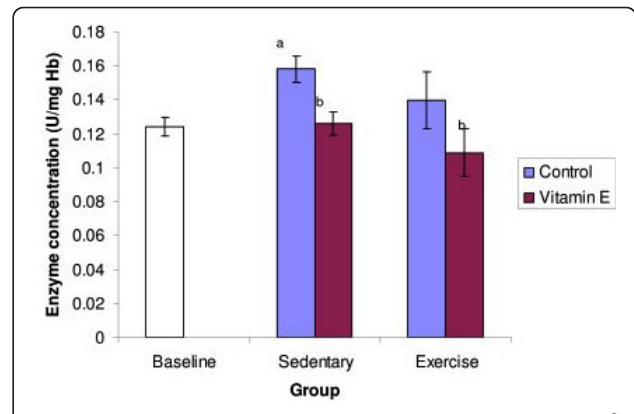 0.18
0.16
0.14
0.12
0.1
0.08
0.06
0.04
0.02
0
Enzyme concentration (U/mg Hb)
a
b
b
Control
Vitamin E
Baseline Sedentary Exercise
Group